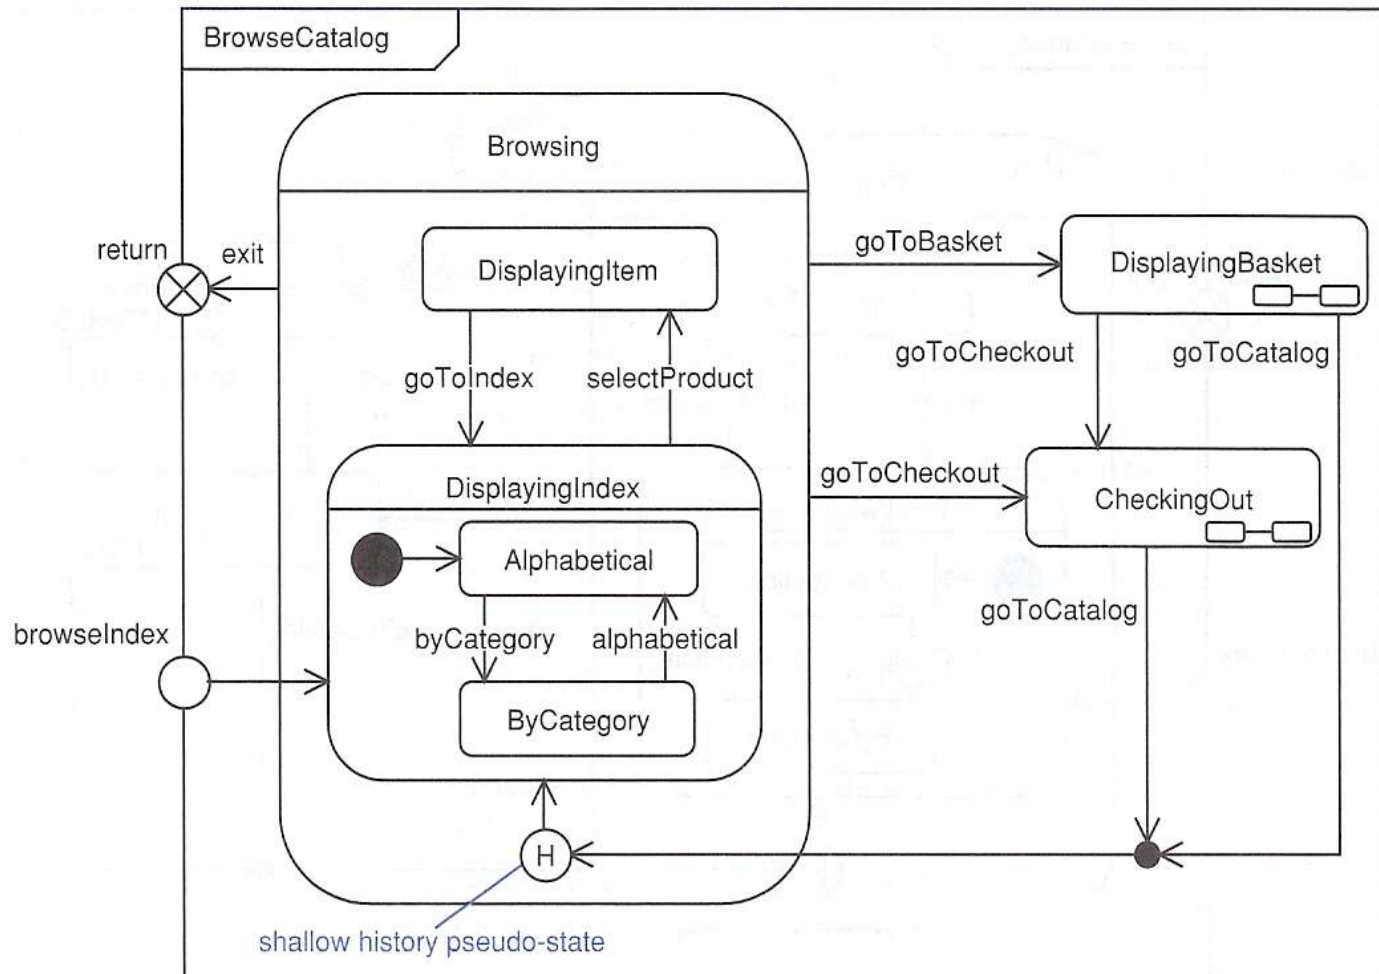 BrowseCatalog
Browsing
return
exit
DisplayingItem
goToBasket
DisplayingBasket
goToIndex
selectProduct
goToCheckout
goToCatalog
DisplayingIndex
goToCheckout
CheckingOut
Alphabetical
byCategory
alphabetical
goToCatalog
browseIndex
ByCategory
H
shallow history pseudo-state